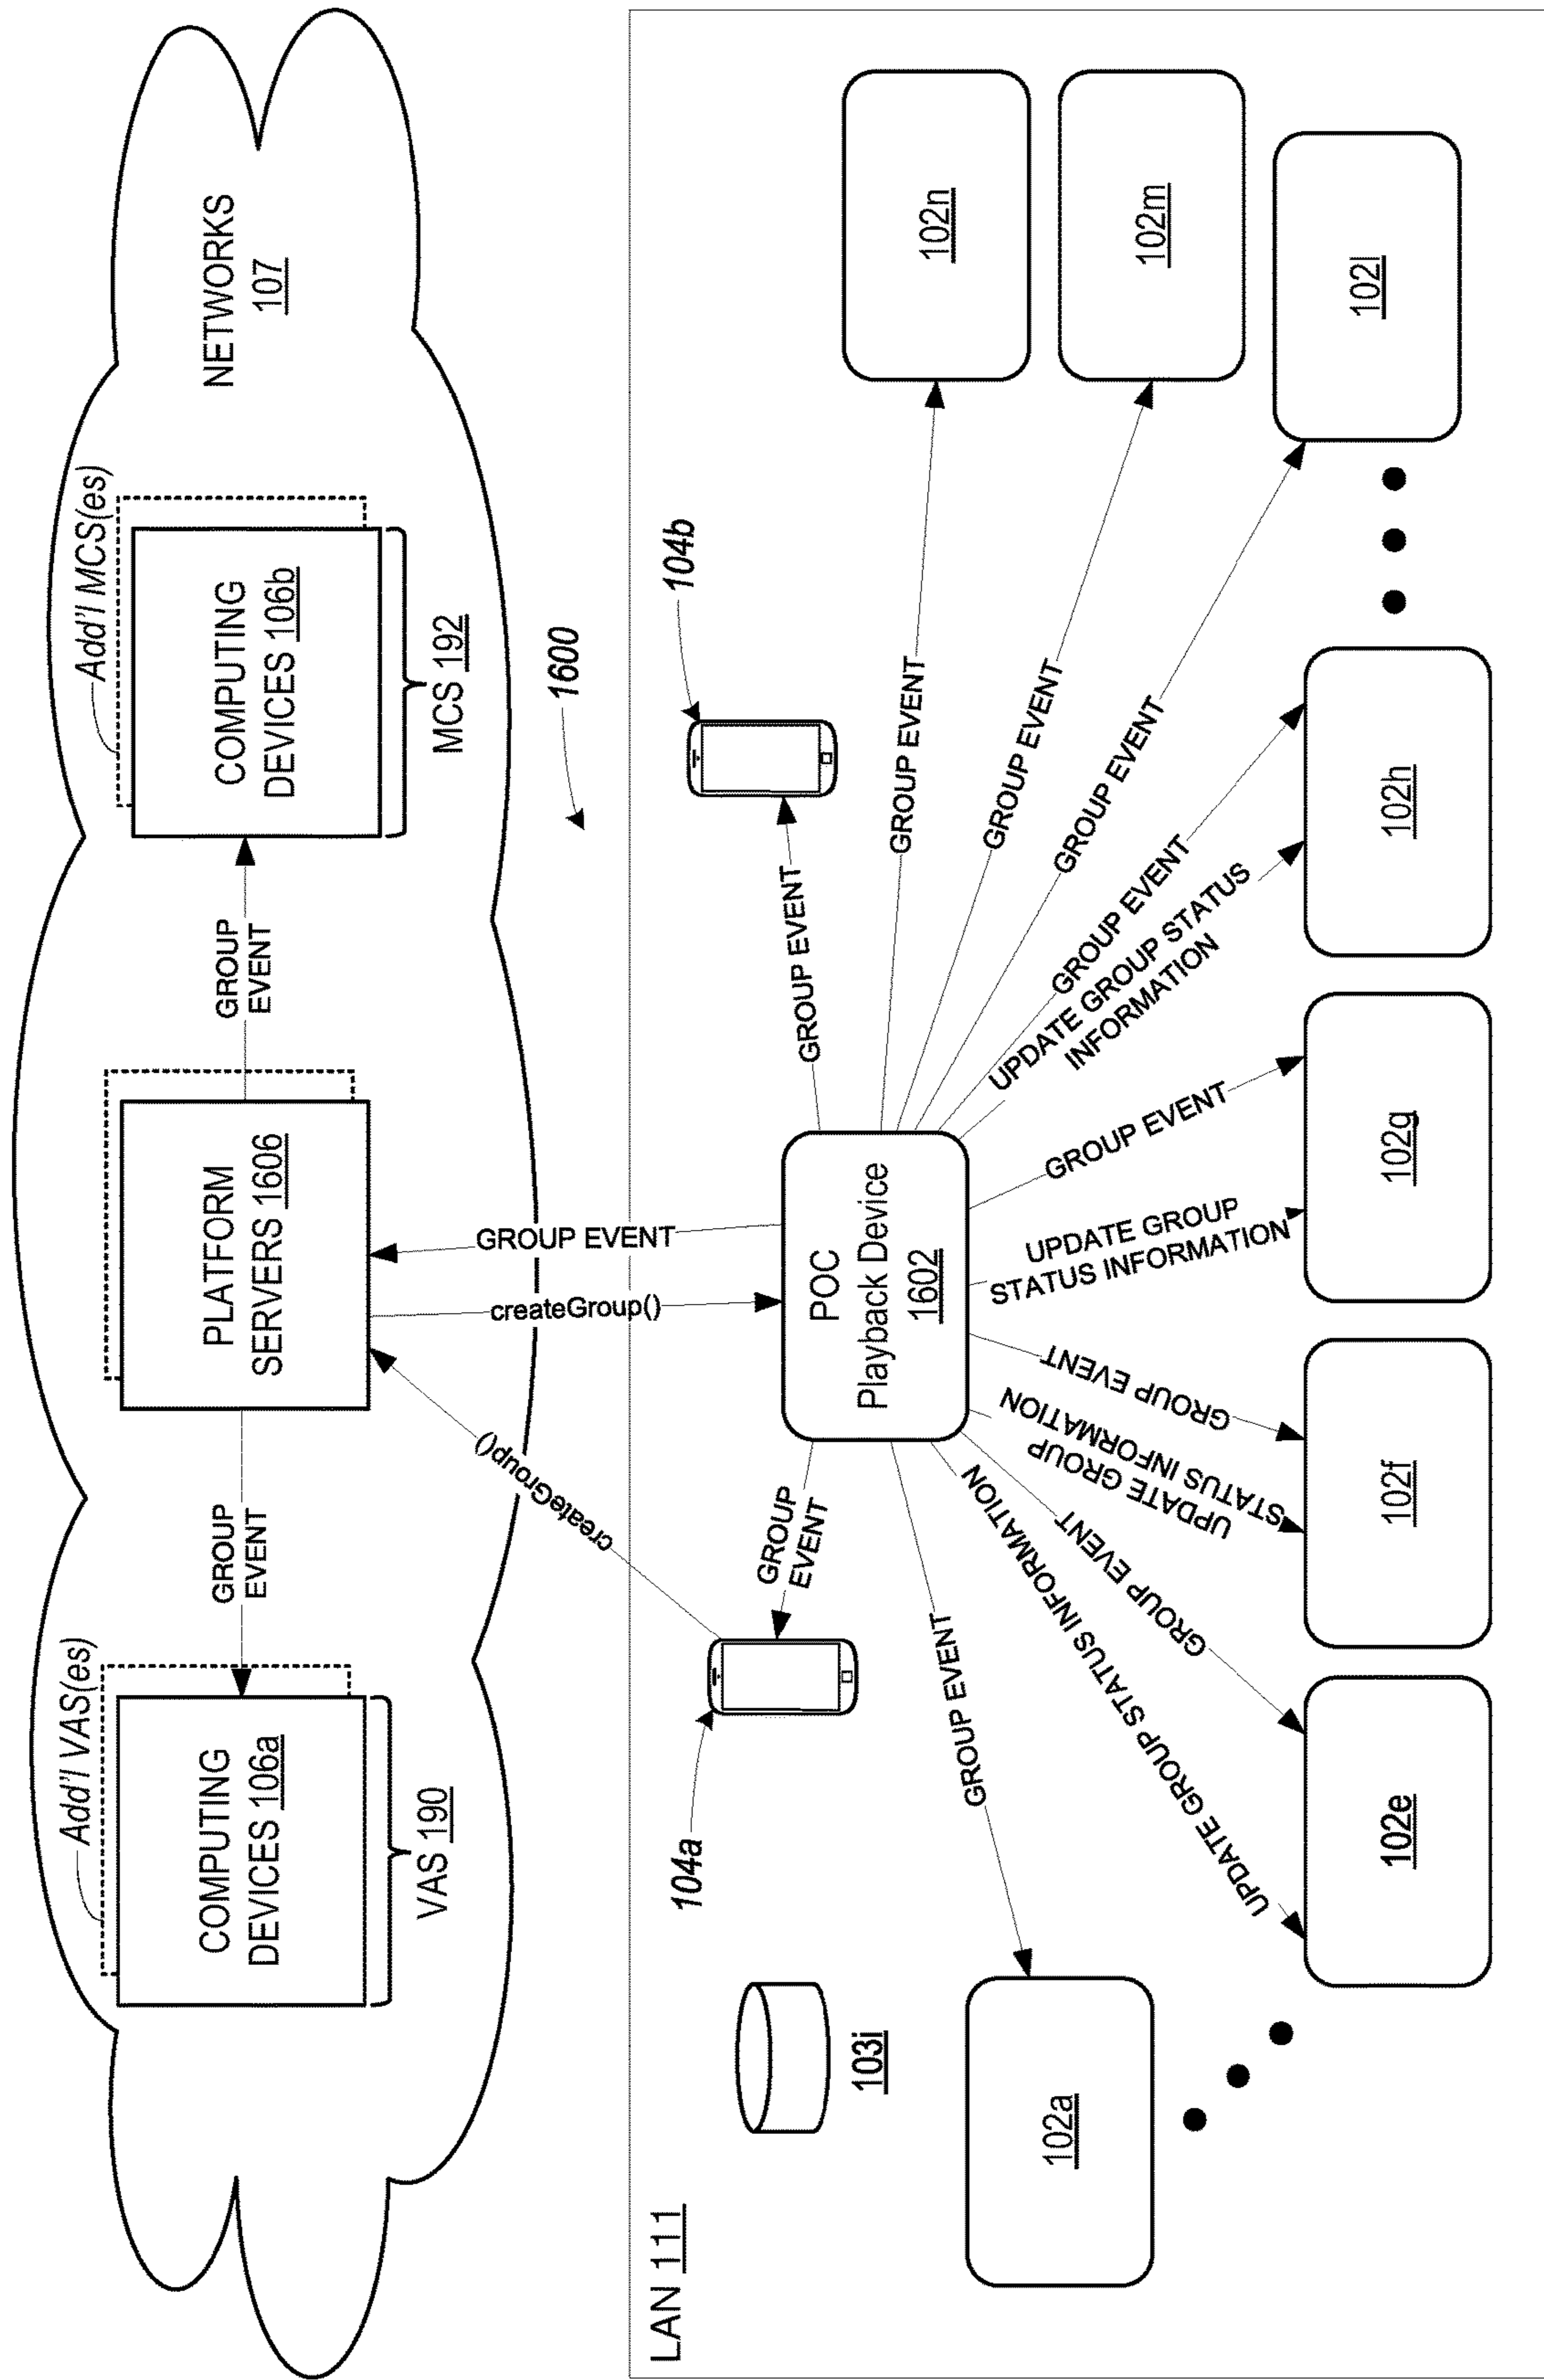 Add'l VAS(es)
COMPUTING
DEVICES 106a
VAS 190
GROUP
EVENT
PLATFORM
SERVERS 1606
GROUP
EVENT
Add'l MCS(es)
COMPUTING
DEVICES 106b
MCS 192
NETWORKS
107
1600
LAN 111
103i
104a
104b
createGroup()
createGroup()
GROUP EVENT
GROUP
EVENT
GROUP EVENT
POC
Playback Device
1602
GROUP EVENT
UPDATE GROUP STATUS INFORMATION
GROUP EVENT
UPDATE GROUP
STATUS INFORMATION
GROUP EVENT
UPDATE GROUP
STATUS INFORMATION
GROUP EVENT
UPDATE GROUP STATUS
INFORMATION
GROUP EVENT
GROUP EVENT
GROUP EVENT
GROUP EVENT
102a
102e
102f
102g
102h
102l
102m
102n